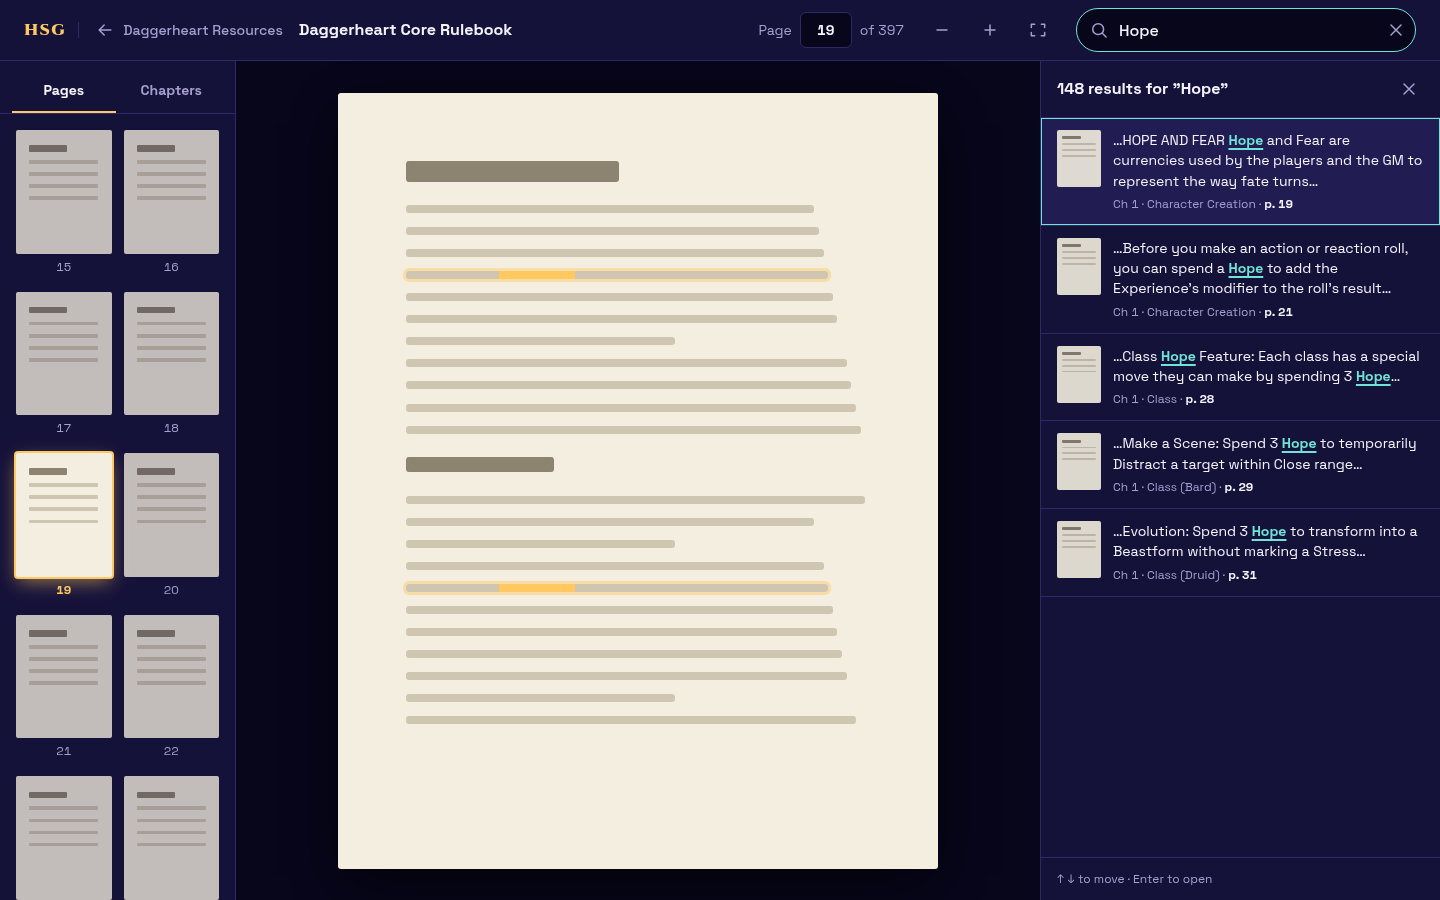 HSG
Daggerheart Resources
Daggerheart Core Rulebook
Page 19 of 397
Hope
Pages
Chapters
15
16
17
18
19
20
21
22
148 results for "Hope"
...HOPE AND FEAR Hope and Fear are
currencies used by the players and the GM to
represent the way fate turns...
Ch 1 · Character Creation · p. 19
...Before you make an action or reaction roll,
you can spend a Hope to add the
Experience's modifier to the roll's result...
Ch 1 · Character Creation · p. 21
...Class Hope Feature: Each class has a special
move they can make by spending 3 Hope...
Ch 1 · Class · p. 28
...Make a Scene: Spend 3 Hope to temporarily
Distract a target within Close range...
Ch 1 · Class (Bard) · p. 29
...Evolution: Spend 3 Hope to transform into a
Beastform without marking a Stress...
Ch 1 · Class (Druid) · p. 31
↑↓ to move · Enter to open